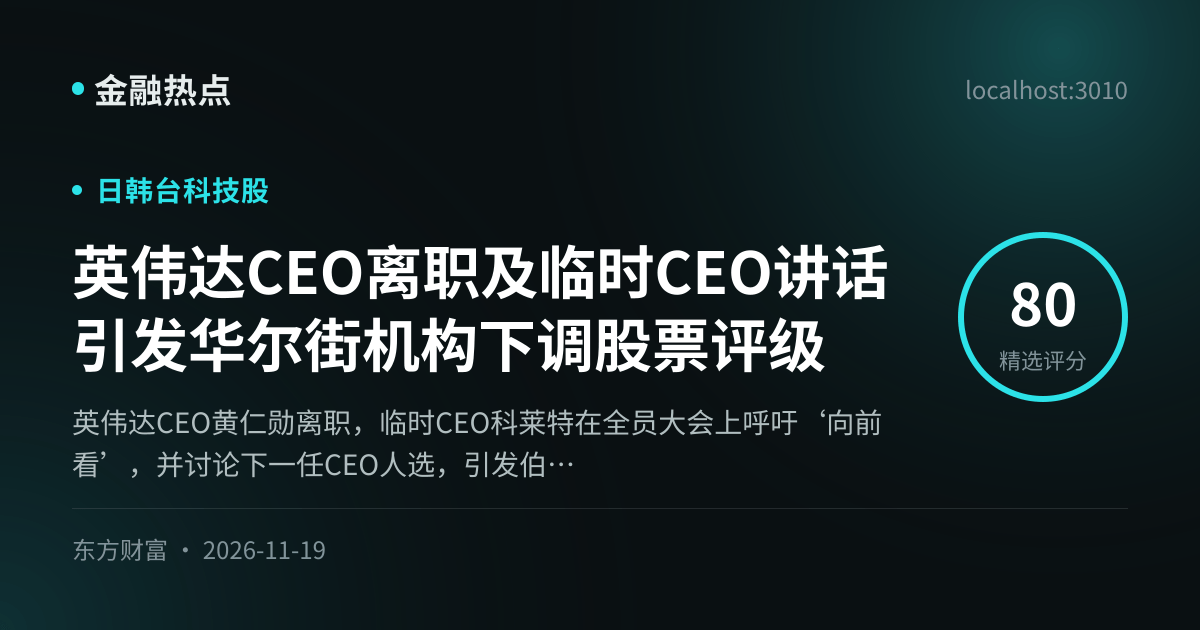 金融热点
localhost:3010
日韩台科技股
英伟达CEO离职及临时CEO讲话
引发华尔街机构下调股票评级
80
精选评分
英伟达CEO黄仁勋离职，临时CEO科莱特在全员大会上呼吁‘向前
看’，并讨论下一任CEO人选，引发伯…
东方财富 · 2026-11-19